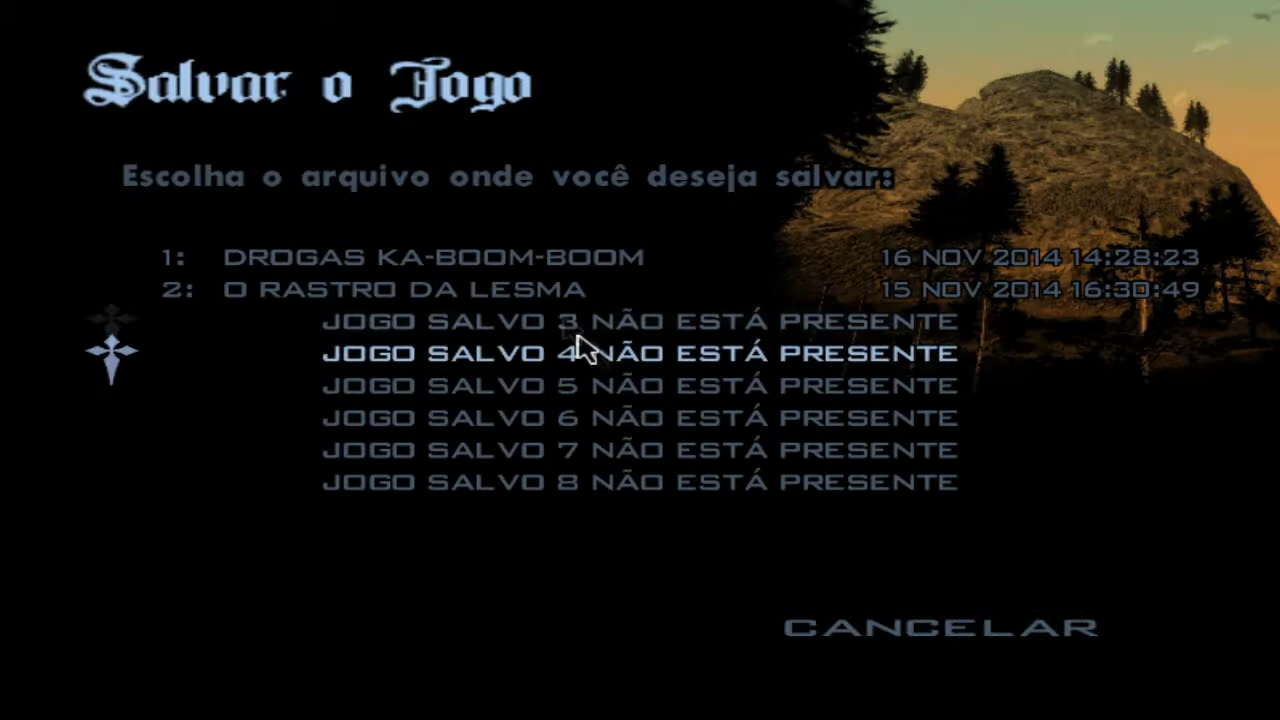 Salvar o Jogo
Escolha o arquivo onde você deseja salvar:
1: DROGAS KA-BOOM-BOOM 16 NOV 2014 14:28:23
2: O RASTRO DA LESMA 15 NOV 2014 16:30:49
JOGO SALVO 3 NÃO ESTÁ PRESENTE
JOGO SALVO 4 NÃO ESTÁ PRESENTE
JOGO SALVO 5 NÃO ESTÁ PRESENTE
JOGO SALVO 6 NÃO ESTÁ PRESENTE
JOGO SALVO 7 NÃO ESTÁ PRESENTE
JOGO SALVO 8 NÃO ESTÁ PRESENTE
CANCELAR